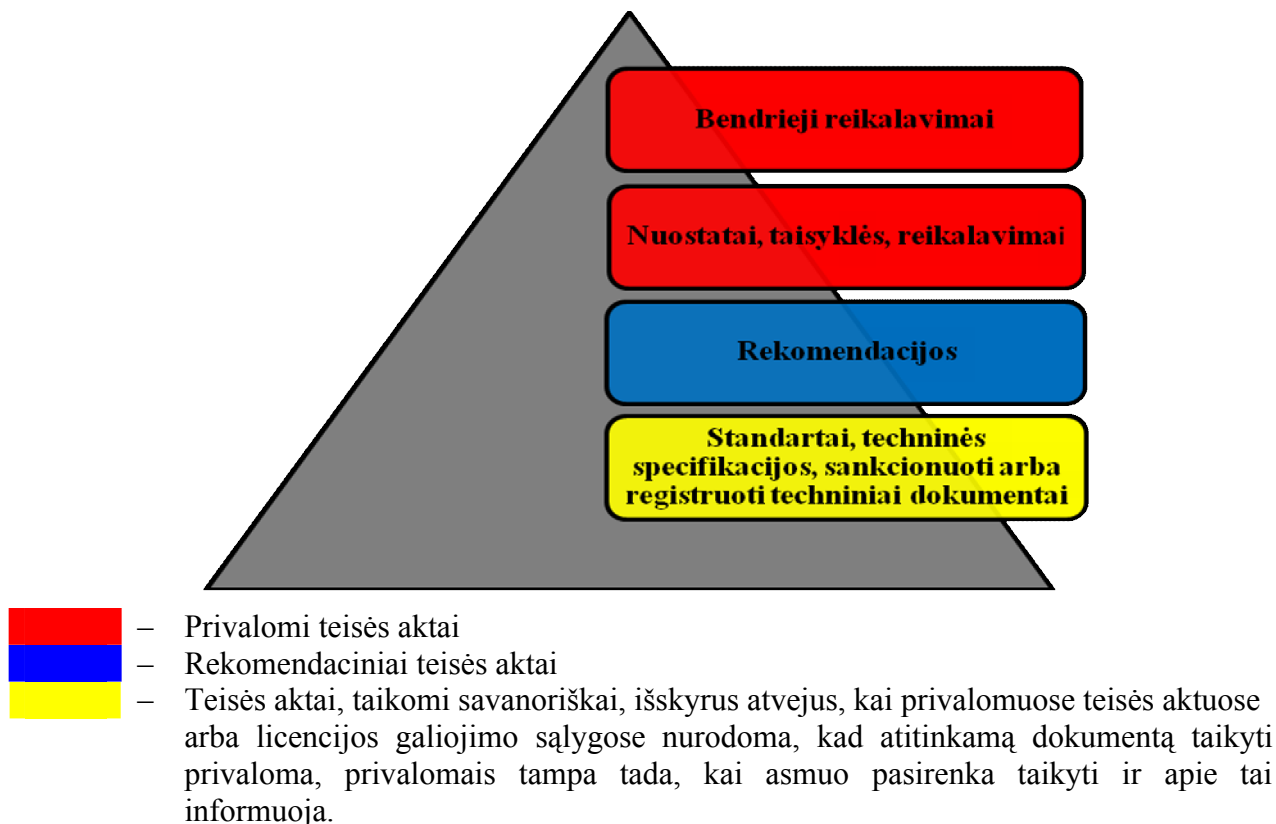 Bendrieji reikalavimai
Nuostatai, taisyklės, reikalavimai
Rekomendacijos
Standartai, techninės
specifikacijos, sankcionuoti arba
registruoti techniniai dokumentai
– Privalomi teisės aktai
– Rekomendaciniai teisės aktai
– Teisės aktai, taikomi savanoriškai, išskyrus atvejus, kai privalomuose teisės aktuose
arba licencijos galiojimo sąlygose nurodoma, kad atitinkamą dokumentą taikyti
privaloma, privalomais tampa tada, kai asmuo pasirenka taikyti ir apie tai
informuoja.